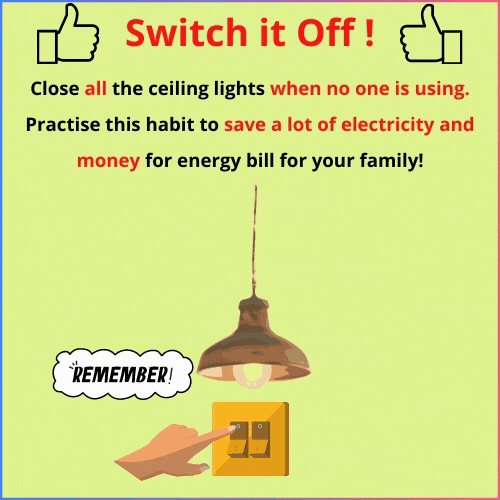 Switch it Off !
Close all the ceiling lights when no one is using.
Practise this habit to save a lot of electricity and
money for energy bill for your family!
REMEMBER!